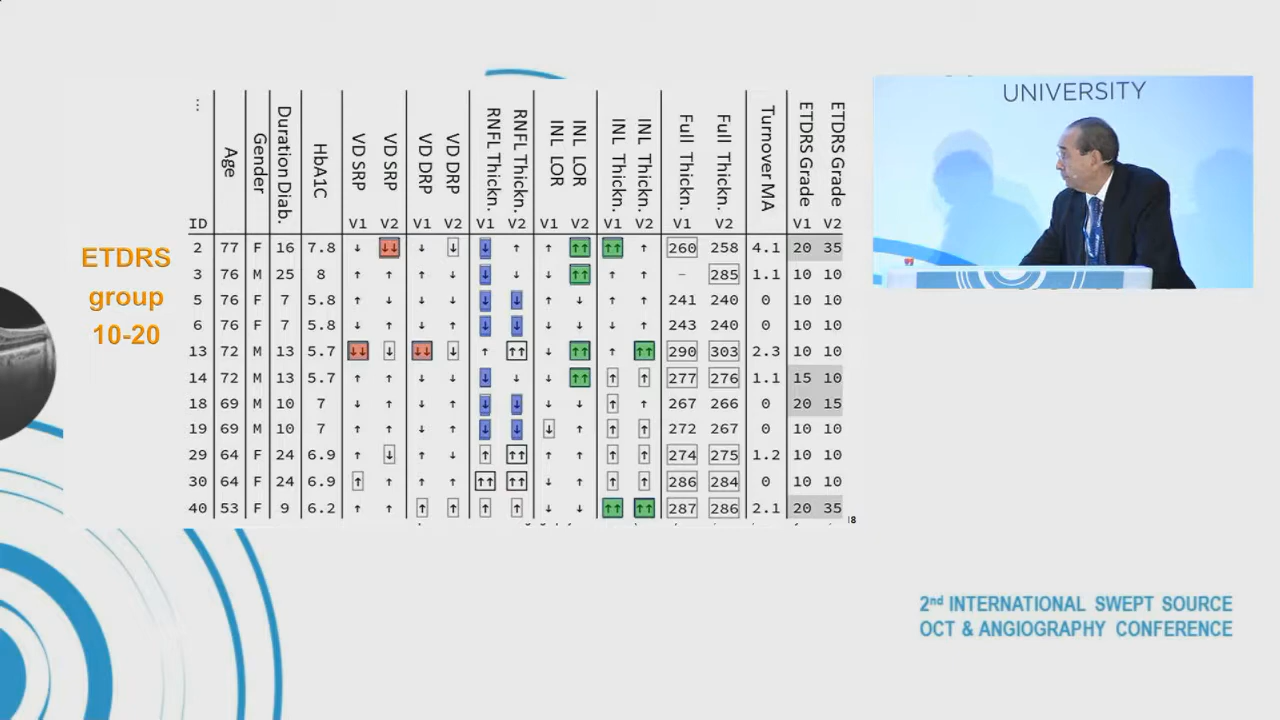 UNIVERSITY
... Age Gender Duration Diab. HbA1C VD SRP VD SRP VD DRP VD DRP RNFL Thickn. RNFL Thickn. INL LOR INL LOR INL Thickn. INL Thickn. Full Thickn. Full Thickn. Turnover MA ETDRS Grade ETDRS Grade
ID V1 V2 V1 V2 V1 V2 V1 V2 V1 V2 V1 V2 V1 V2
ETDRS
group
10-20
2 77 F 16 7.8 ↓ ↓↓ ↓ ↓ ↓ ↑ ↑ ↑↑ ↑↑ ↑ 260 258 4.1 20 35
3 76 M 25 8 ↑ ↑ ↓ ↑ ↓ ↓ ↓ ↑↑ ↑ ↑ – 285 1.1 10 10
5 76 F 7 5.8 ↑ ↓ ↓ ↑ ↓ ↓ ↑ ↓ ↑ ↑ 241 240 0 10 10
6 76 F 7 5.8 ↓ ↑ ↓ ↑ ↓ ↓ ↑ ↓ ↓ ↑ 243 240 0 10 10
13 72 M 13 5.7 ↓↓ ↓ ↓↓ ↓ ↑ ↑↑ ↓ ↑↑ ↑ ↑↑ 290 303 2.3 10 10
14 72 M 13 5.7 ↑ ↑ ↓ ↓ ↓ ↓ ↓ ↑↑ ↑ ↑ 277 276 1.1 15 10
18 69 M 10 7 ↓ ↑ ↓ ↑ ↓ ↓ ↓ ↓ ↑ ↑ 267 266 0 20 15
19 69 M 10 7 ↑ ↑ ↓ ↑ ↓ ↓ ↓ ↑ ↑ ↑ 272 267 0 10 10
29 64 F 24 6.9 ↑ ↓ ↑ ↓ ↑ ↑↑ ↑ ↑ ↑ ↑ 274 275 1.2 10 10
30 64 F 24 6.9 ↑ ↑ ↑ ↑ ↑↑ ↑↑ ↓ ↑ ↑ ↑ 286 284 0 10 10
40 53 F 9 6.2 ↑ ↑ ↑ ↑ ↑ ↑ ↓ ↓ ↑↑ ↑↑ 287 286 2.1 20 35
2nd INTERNATIONAL SWEPT SOURCE
OCT & ANGIOGRAPHY CONFERENCE